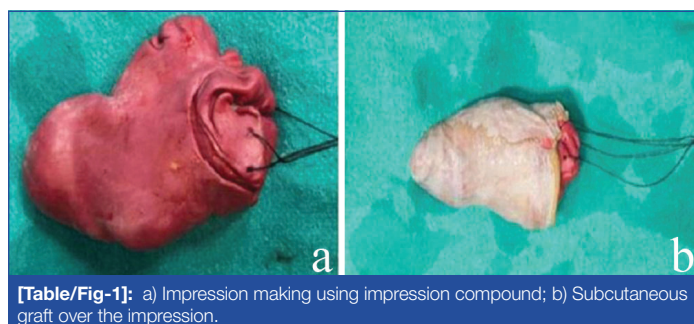 a
b
[Table/Fig-1]: a) Impression making using impression compound; b) Subcutaneous
graft over the impression.